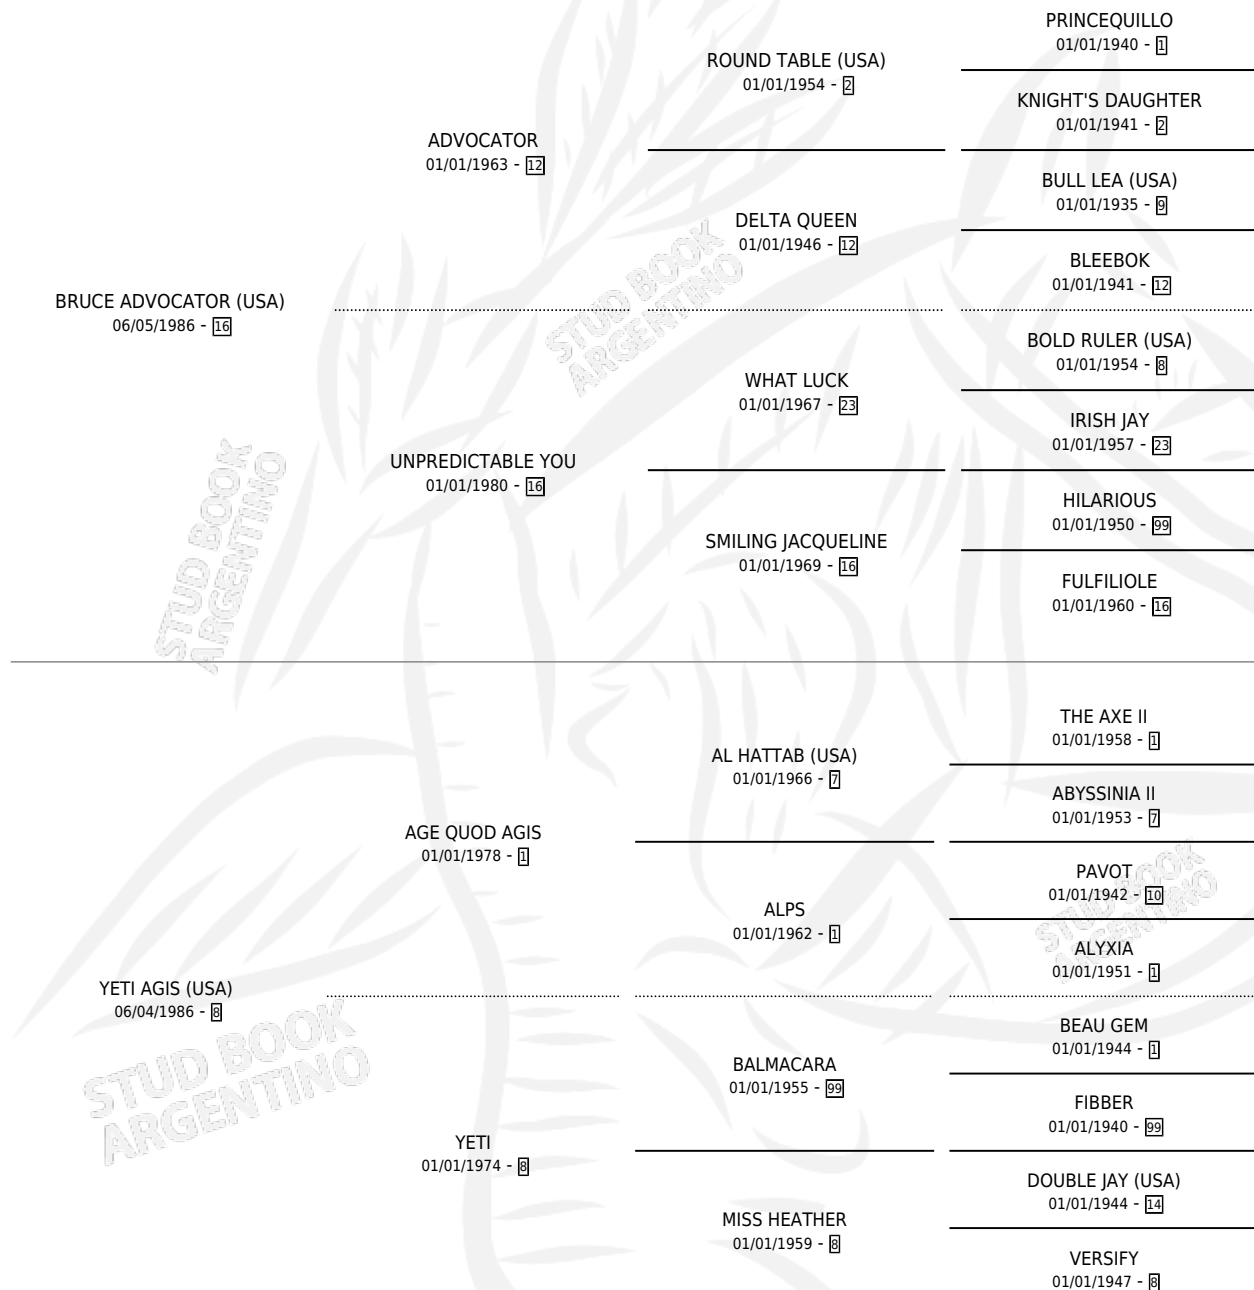 PRINCEQUILLO
01/01/1940 - 1
ROUND TABLE (USA)
01/01/1954 - 2
KNIGHT'S DAUGHTER
01/01/1941 - 2
ADVOCATOR
01/01/1963 - 12
BULL LEA (USA)
01/01/1935 - 9
DELTA QUEEN
01/01/1946 - 12
BLEEBOK
01/01/1941 - 12
BRUCE ADVOCATOR (USA)
06/05/1986 - 16
BOLD RULER (USA)
01/01/1954 - 8
WHAT LUCK
01/01/1967 - 23
IRISH JAY
01/01/1957 - 23
UNPREDICTABLE YOU
01/01/1980 - 16
HILARIOUS
01/01/1950 - 99
SMILING JACQUELINE
01/01/1969 - 16
FULFILIOLE
01/01/1960 - 16
THE AXE II
01/01/1958 - 1
AL HATTAB (USA)
01/01/1966 - 7
ABYSSINIA II
01/01/1953 - 7
AGE QUOD AGIS
01/01/1978 - 1
PAVOT
01/01/1942 - 10
ALPS
01/01/1962 - 1
ALYXIA
01/01/1951 - 1
YETI AGIS (USA)
06/04/1986 - 8
BEAU GEM
01/01/1944 - 1
BALMACARA
01/01/1955 - 99
FIBBER
01/01/1940 - 99
YETI
01/01/1974 - 8
DOUBLE JAY (USA)
01/01/1944 - 14
MISS HEATHER
01/01/1959 - 8
VERSIFY
01/01/1947 - 8
STUD BOOK
ARGENTINO
STUD BOOK
ARGENTINO
STUD BOOK
ARGENTINO
STUD BOOK
ARGENTINO